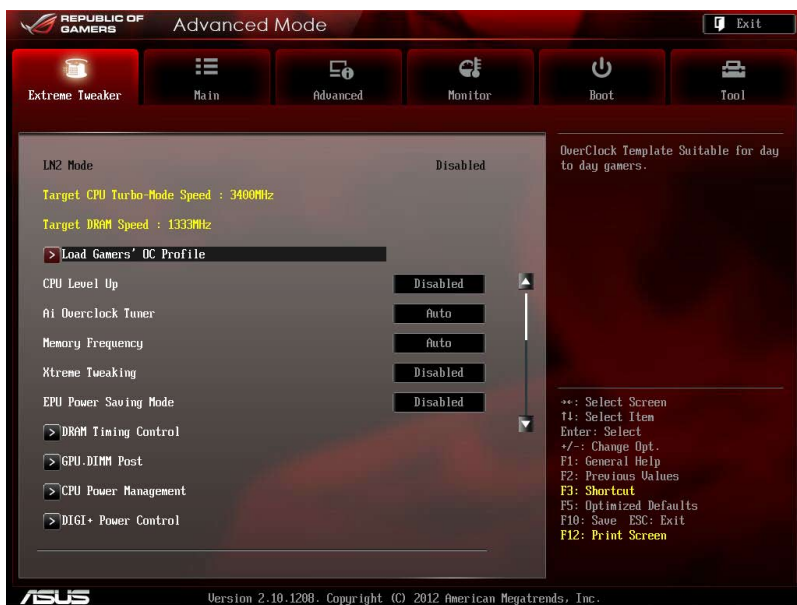 REPUBLIC OF
GAMERS
Advanced Mode
Exit
Extreme Tweaker
Main
Advanced
Monitor
Boot
Tool
LN2 Mode Disabled
Target CPU Turbo-Mode Speed : 3400MHz
Target DRAM Speed : 1333MHz
> Load Gamers' OC Profile
CPU Level Up Disabled
Ai Overclock Tuner Auto
Memory Frequency Auto
Xtreme Tweaking Disabled
EPU Power Saving Mode Disabled
> DRAM Timing Control
> GPU.DIMM Post
> CPU Power Management
> DIGI+ Power Control
OverClock Template Suitable for day
to day gamers.
→←: Select Screen
↑↓: Select Item
Enter: Select
+/-: Change Opt.
F1: General Help
F2: Previous Values
F3: Shortcut
F5: Optimized Defaults
F10: Save ESC: Exit
F12: Print Screen
ASUS
Version 2.10.1208. Copyright (C) 2012 American Megatrends, Inc.